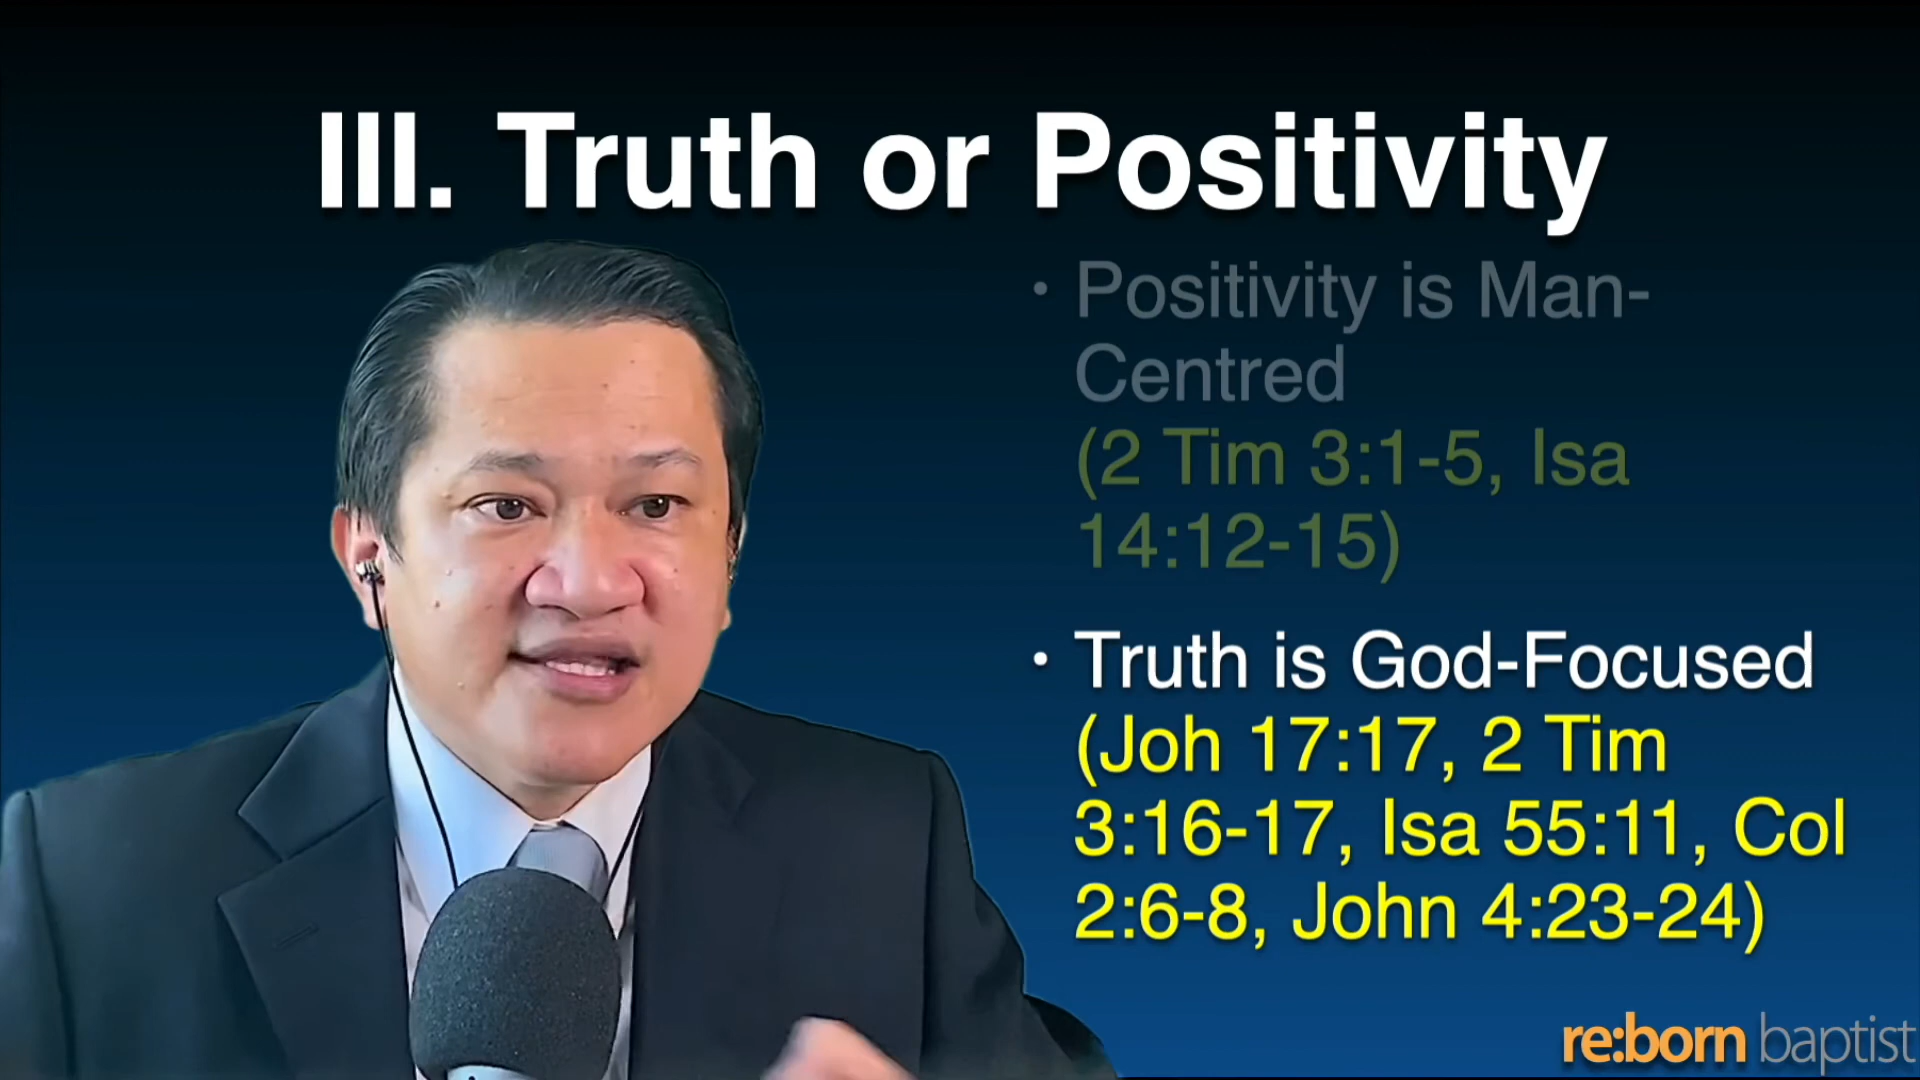 III. Truth or Positivity
• Positivity is Man-
Centred
(2 Tim 3:1-5, Isa
14:12-15)
• Truth is God-Focused
(Joh 17:17, 2 Tim
3:16-17, Isa 55:11, Col
2:6-8, John 4:23-24)
re:born baptist